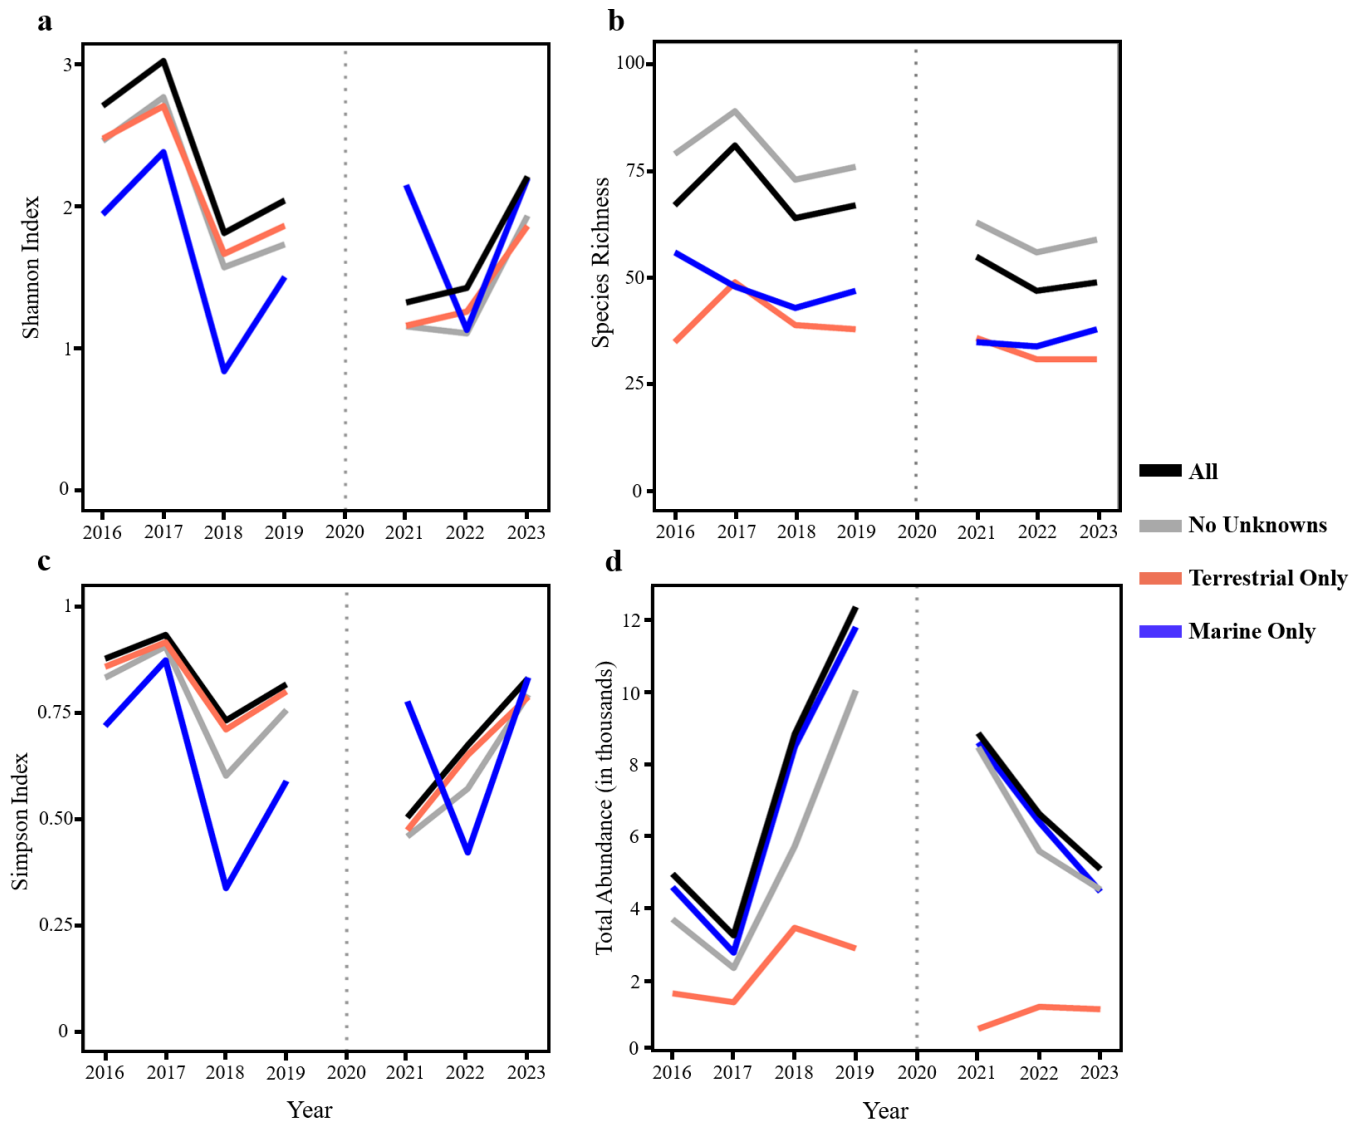 a
Shannon Index
3
2
1
0
2016 2017 2018 2019 2020 2021 2022 2023
b
Species Richness
100
75
50
25
0
2016 2017 2018 2019 2020 2021 2022 2023
c
Simpson Index
1
0.75
0.50
0.25
0
2016 2017 2018 2019 2020 2021 2022 2023
Year
d
Total Abundance (in thousands)
12
10
8
6
4
2
0
2016 2017 2018 2019 2020 2021 2022 2023
Year
All
No Unknowns
Terrestrial Only
Marine Only